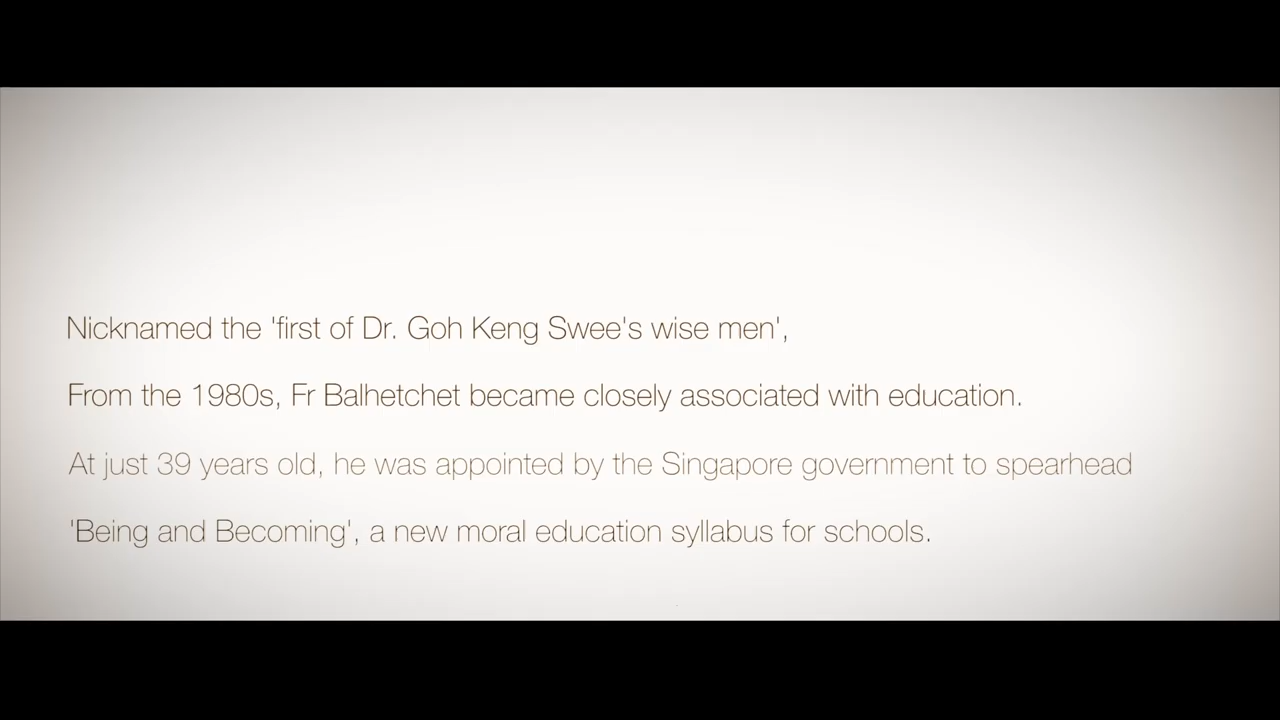 Nicknamed the 'first of Dr. Goh Keng Swee's wise men',
From the 1980s, Fr Balhetchet became closely associated with education.
At just 39 years old, he was appointed by the Singapore government to spearhead
'Being and Becoming', a new moral education syllabus for schools.